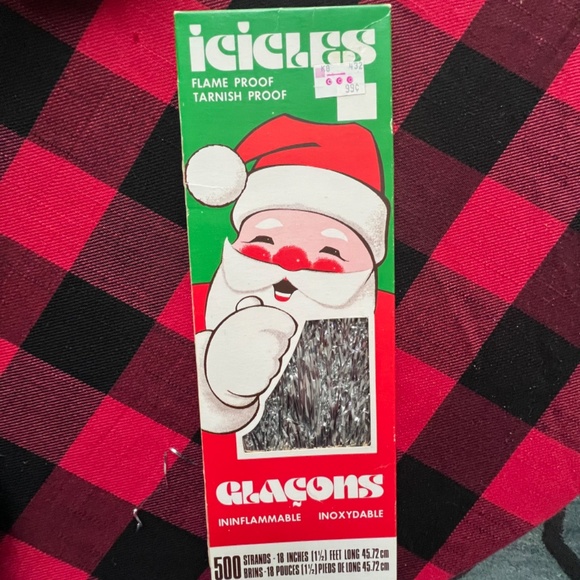 iCiCLES
FLAME PROOF
TARNISH PROOF
99¢
GLAÇONS
ININFLAMMABLE INOXYDABLE
500 STRANDS - 18 INCHES (1½) FEET LONG 45.72 cm
BRINS - 18 POUCES (1½) PIEDS DE LONG 45.72 cm